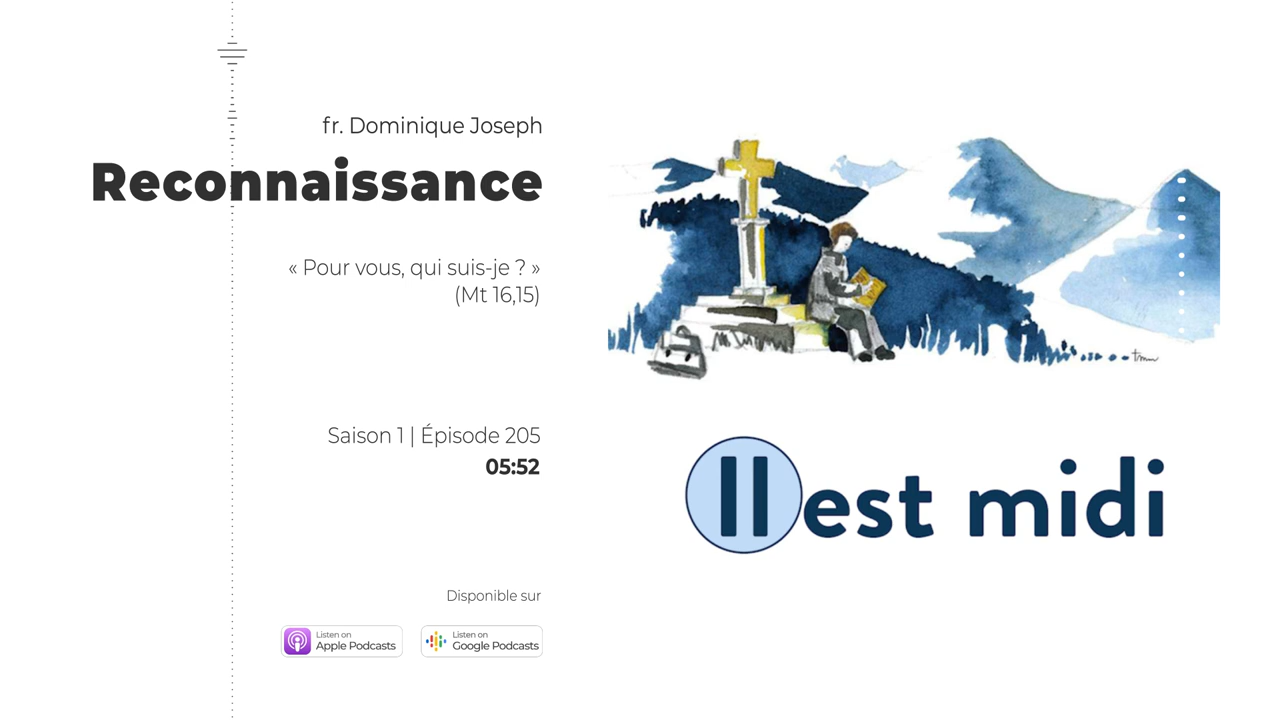 fr. Dominique Joseph
Reconnaissance
« Pour vous, qui suis-je ? »
(Mt 16,15)
Saison 1 | Épisode 205
05:52
Disponible sur
Listen on
Apple Podcasts
Listen on
Google Podcasts
Il est midi